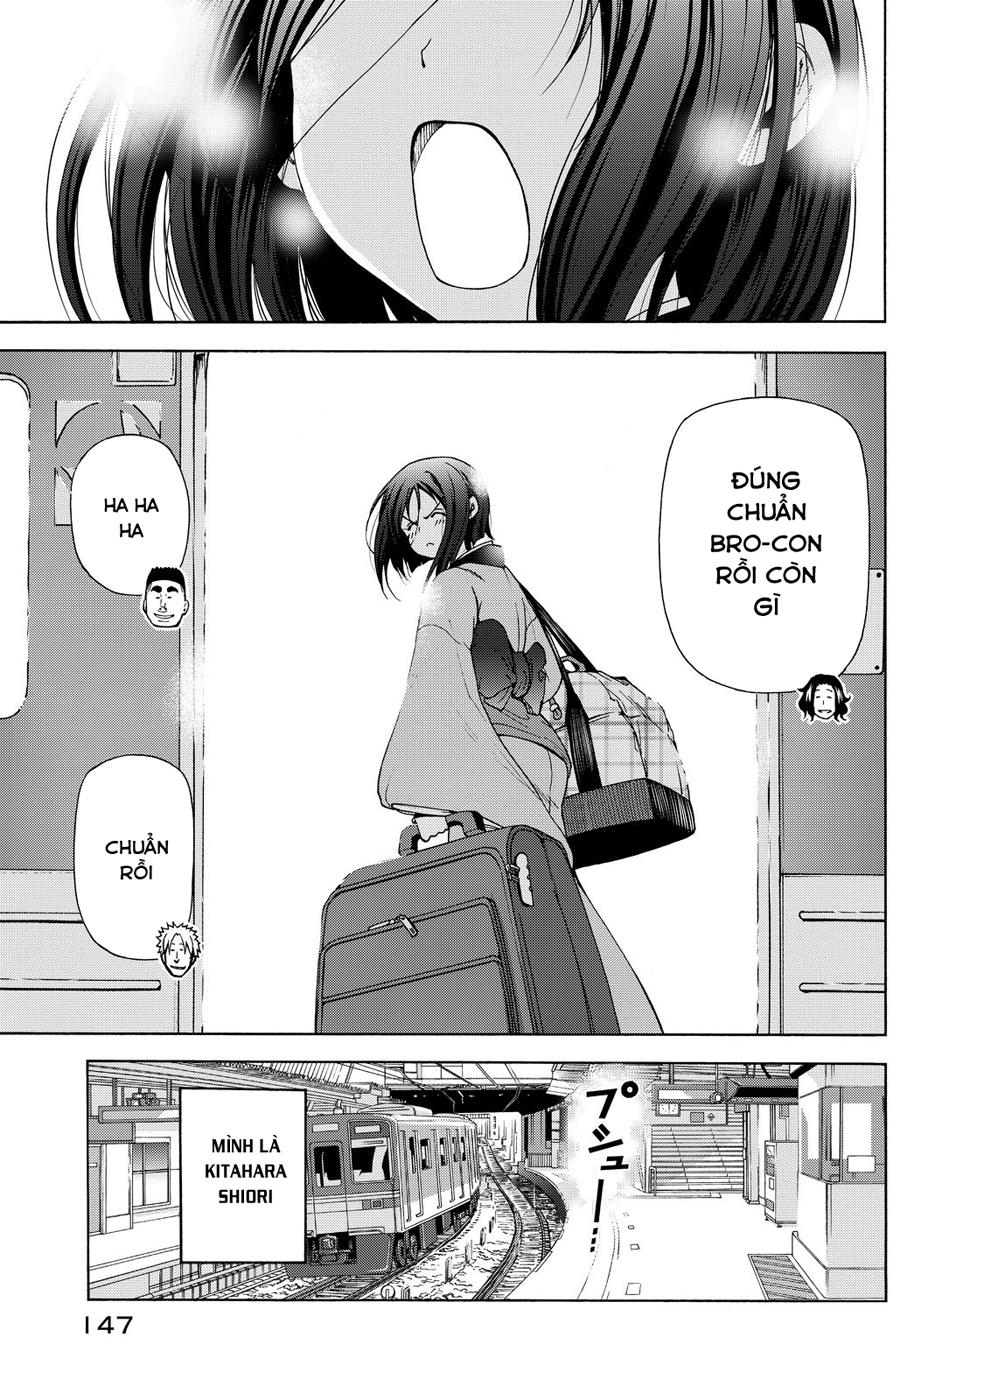 ĐÚNG
CHUẨN
BRO-CON
RỒI CÒN
GÌ
HA HA
HA
CHUẨN
RỒI
プシュー…
MÌNH LÀ
KITAHARA
SHIORI
147